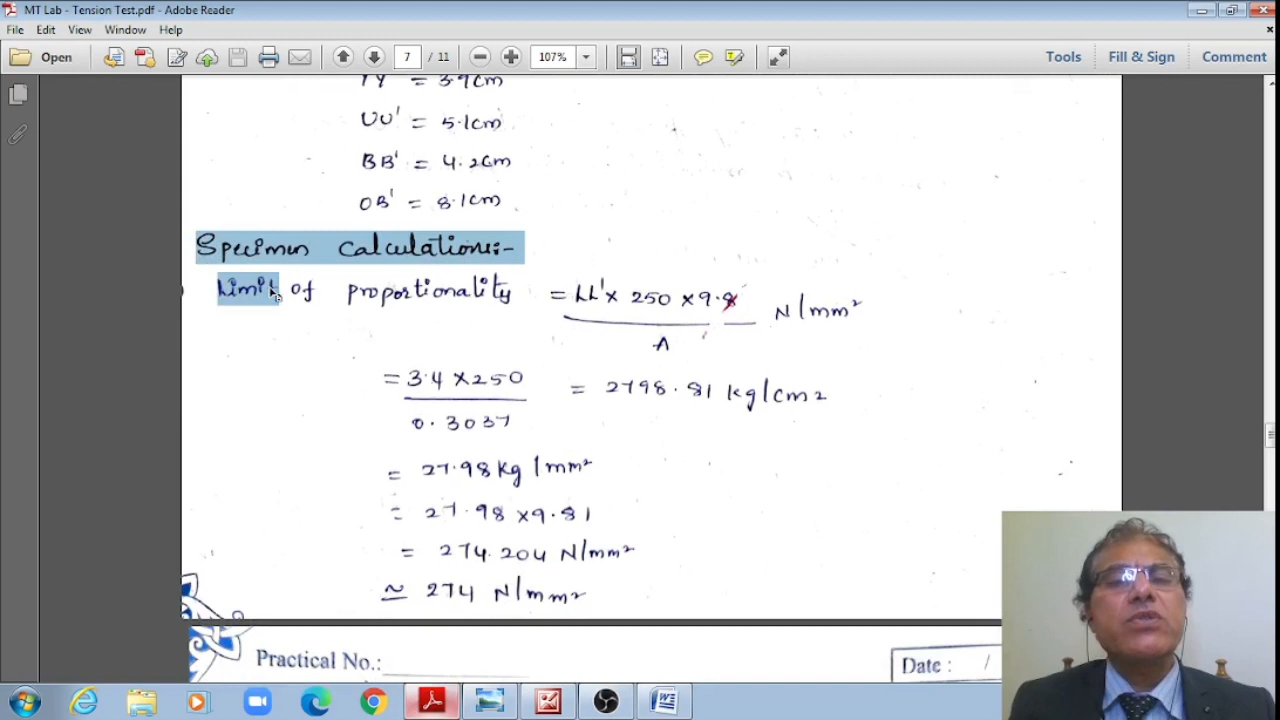 MT Lab - Tension Test.pdf - Adobe Reader
File Edit View Window Help
Open 7 / 11 107% Tools Fill & Sign Comment
= 3.9cm
UU' = 5.1cm
BB' = 4.2cm
OB' = 8.1cm
Specimen calculations:-
Limit of proportionality = LL' x 250 x 9.8 N/mm²
A
= 3.4 x 250 = 2798.81 kg/cm2
0.3037
= 27.98 kg/mm²
= 27.98 x 9.81
= 274.204 N/mm²
≃ 274 N/mm2
Practical No.: Date : /